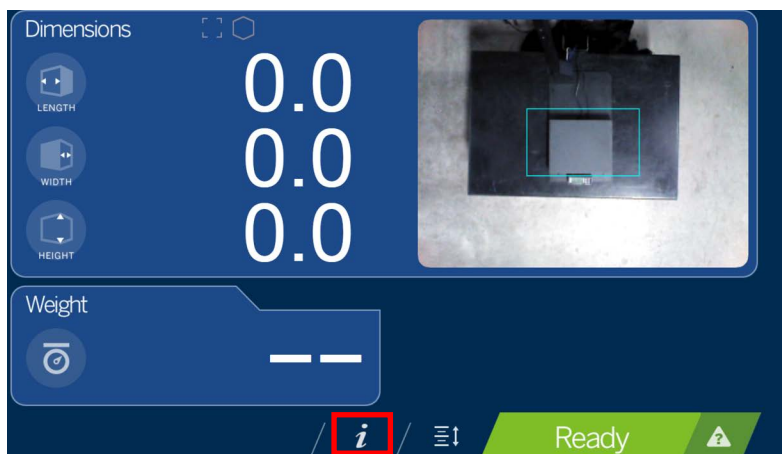 Dimensions
LENGTH
0.0
WIDTH
0.0
HEIGHT
0.0
Weight
-- 
i
Ready
?